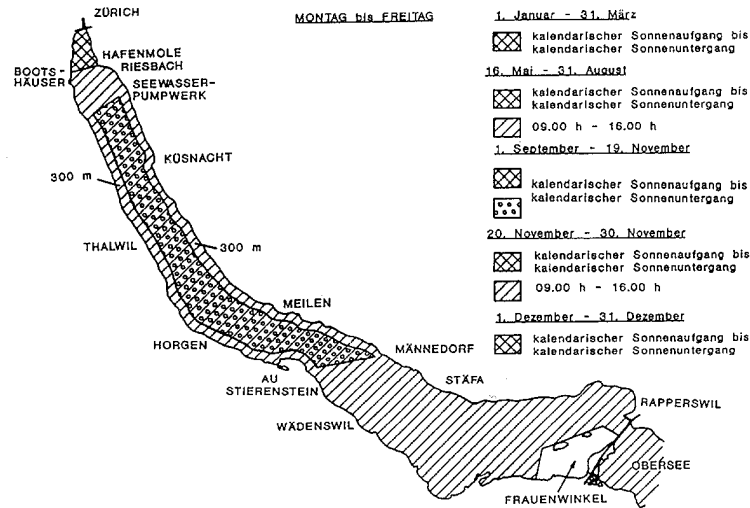 ZÜRICH
HAFENMOLE
RIESBACH
BOOTS-
HÄUSER
SEEWASSER-
PUMPWERK
KÜSNACHT
300 m
THALWIL
300 m
MEILEN
HORGEN
MÄNNEDORF
AU
STIERENSTEIN
STÄFA
WÄDENSWIL
RAPPERSWIL
OBERSEE
FRAUENWINKEL
MONTAG bis FREITAG
1. Januar - 31. März
kalendarischer Sonnenaufgang bis
kalendarischer Sonnenuntergang
16. Mai - 31. August
kalendarischer Sonnenaufgang bis
kalendarischer Sonnenuntergang
09.00 h - 16.00 h
1. September - 19. November
kalendarischer Sonnenaufgang bis
kalendarischer Sonnenuntergang
20. November - 30. November
kalendarischer Sonnenaufgang bis
kalendarischer Sonnenuntergang
09.00 h - 16.00 h
1. Dezember - 31. Dezember
kalendarischer Sonnenaufgang bis
kalendarischer Sonnenuntergang